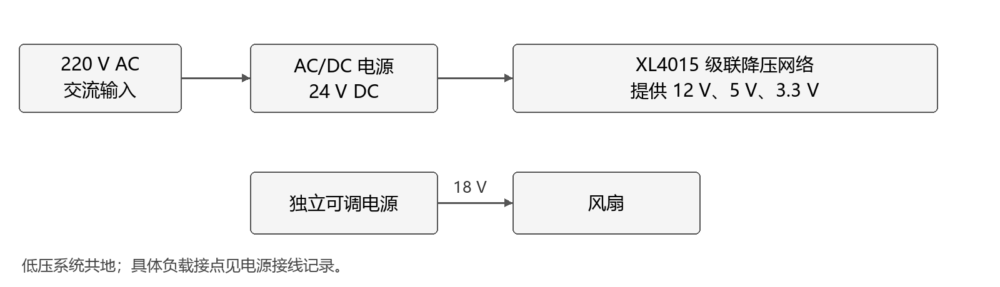 220 V AC
交流输入
AC/DC 电源
24 V DC
XL4015 级联降压网络
提供 12 V、5 V、3.3 V
独立可调电源
18 V
风扇
低压系统共地；具体负载接点见电源接线记录。